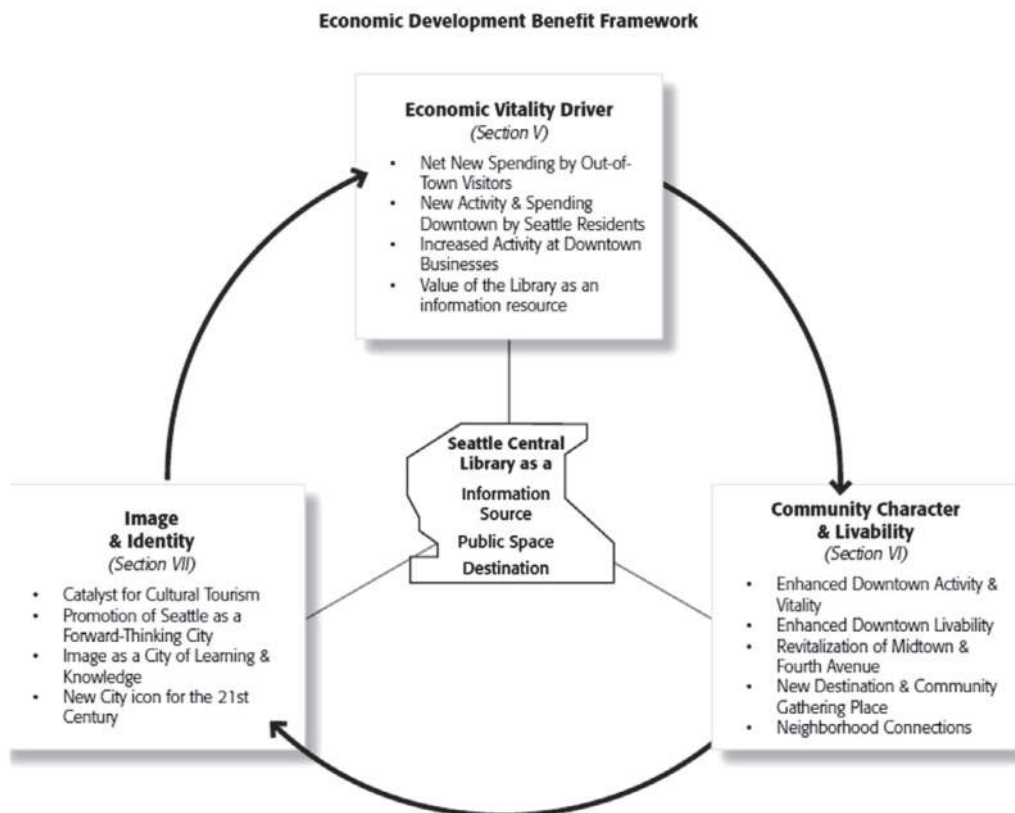 Economic Development Benefit Framework
Economic Vitality Driver
(Section V)
• Net New Spending by Out-of-
Town Visitors
• New Activity & Spending
Downtown by Seattle Residents
• Increased Activity at Downtown
Businesses
• Value of the Library as an
information resource
Seattle Central
Library as a
Information
Source
Public Space
Destination
Image
& Identity
(Section VII)
• Catalyst for Cultural Tourism
• Promotion of Seattle as a
Forward-Thinking City
• Image as a City of Learning &
Knowledge
• New City icon for the 21st
Century
Community Character
& Livability
(Section VI)
• Enhanced Downtown Activity &
Vitality
• Enhanced Downtown Livability
• Revitalization of Midtown &
Fourth Avenue
• New Destination & Community
Gathering Place
• Neighborhood Connections